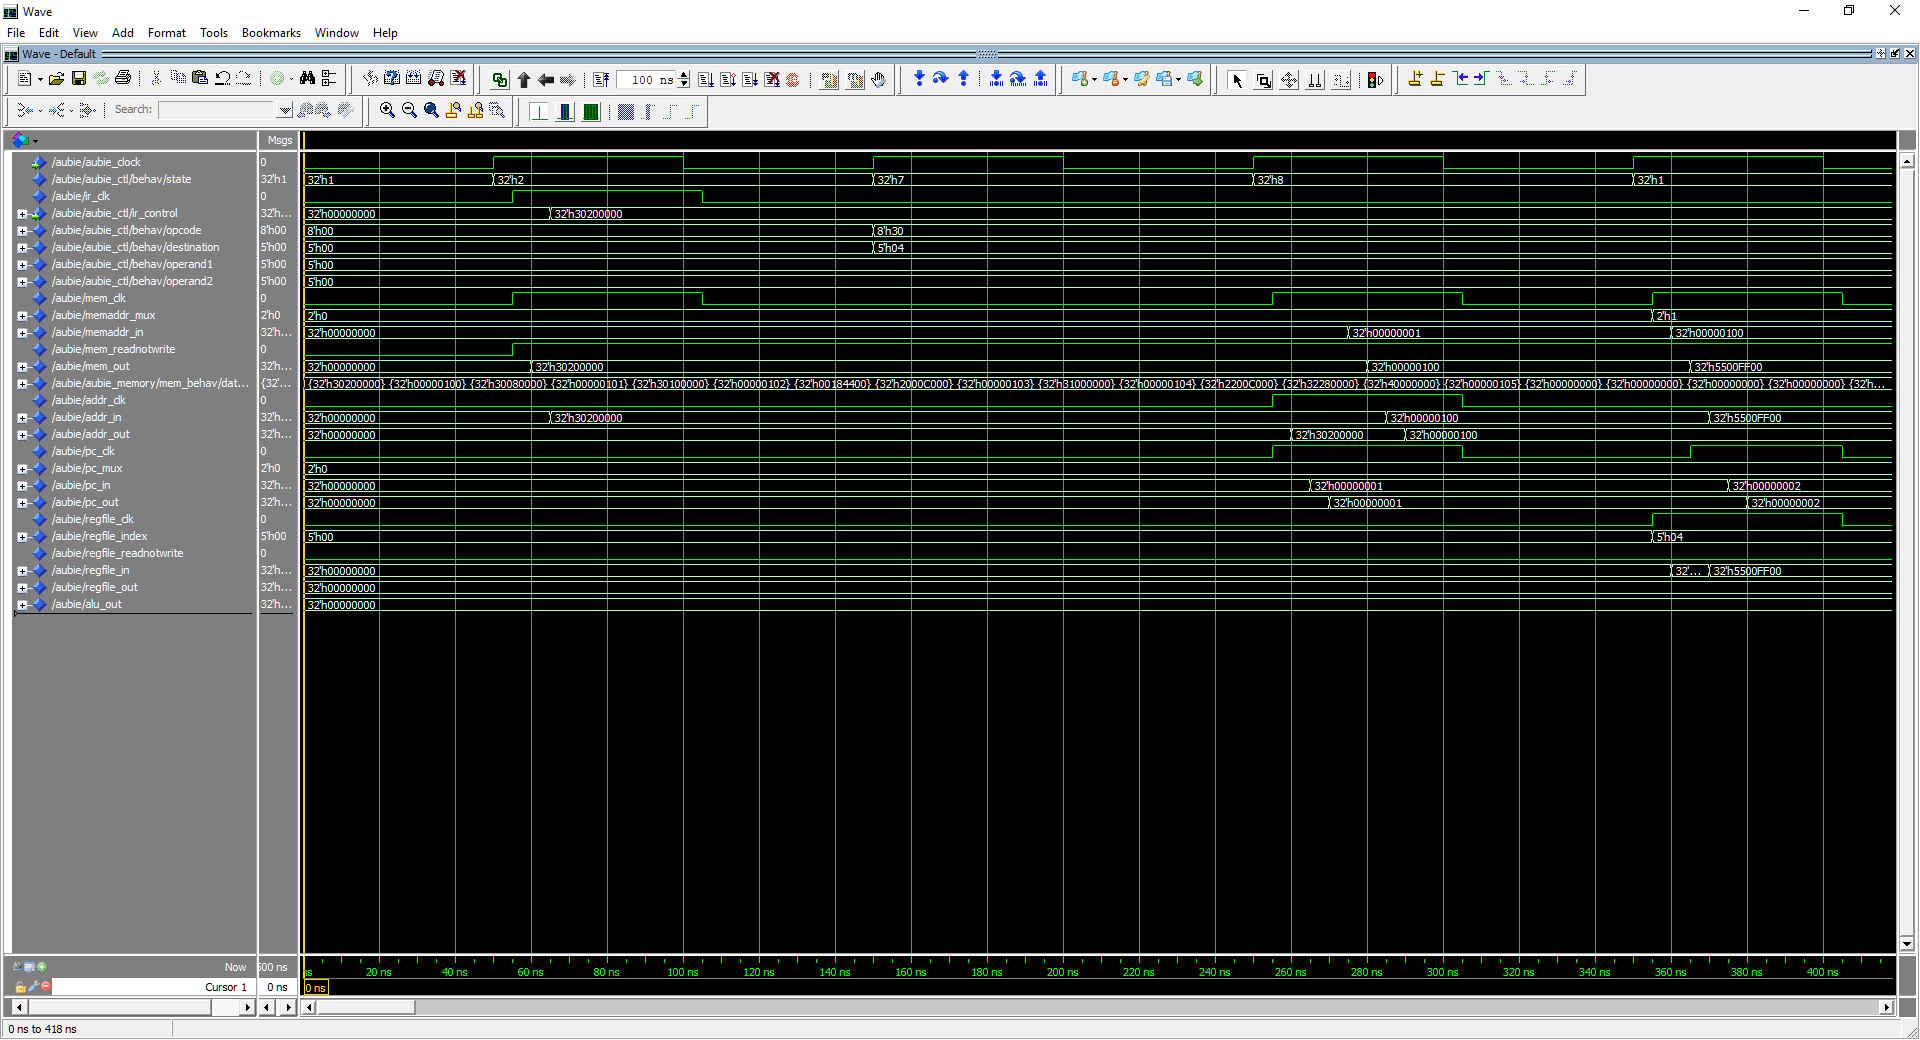 Wave
File Edit View Add Format Tools Bookmarks Window Help
Wave - Default
100 ns
Search:
Msgs
/aubie/aubie_clock 0
/aubie/aubie_ctl/behav/state 32'h1 32'h1 32'h2 32'h7 32'h8 32'h1
/aubie/ir_clk 0
/aubie/aubie_ctl/ir_control 32'h... 32'h00000000 32'h30200000
/aubie/aubie_ctl/behav/opcode 8'h00 8'h00 8'h30
/aubie/aubie_ctl/behav/destination 5'h00 5'h00 5'h04
/aubie/aubie_ctl/behav/operand1 5'h00 5'h00
/aubie/aubie_ctl/behav/operand2 5'h00 5'h00
/aubie/mem_clk 0
/aubie/memaddr_mux 2'h0 2'h0 2'h1
/aubie/memaddr_in 32'h... 32'h00000000 32'h00000001 32'h00000100
/aubie/mem_readnotwrite 0
/aubie/mem_out 32'h... 32'h00000000 32'h30200000 32'h00000100 32'h5500FF00
/aubie/aubie_memory/mem_behav/dat... {32'... {32'h30200000} {32'h00000100} {32'h30080000} {32'h00000101} {32'h30100000} {32'h00000102} {32'h00184400} {32'h2000C000} {32'h00000103} {32'h31000000} {32'h00000104} {32'h2200C000} {32'h32280000} {32'h40000000} {32'h00000105} {32'h00000000} {32'h00000000} {32'h00000000} {32'h00000000} {32'h...
/aubie/addr_clk 0
/aubie/addr_in 32'h... 32'h00000000 32'h30200000 32'h00000100 32'h5500FF00
/aubie/addr_out 32'h... 32'h00000000 32'h30200000 32'h00000100
/aubie/pc_clk 0
/aubie/pc_mux 2'h0 2'h0
/aubie/pc_in 32'h... 32'h00000000 32'h00000001 32'h00000002
/aubie/pc_out 32'h... 32'h00000000 32'h00000001 32'h00000002
/aubie/regfile_clk 0
/aubie/regfile_index 5'h00 5'h00 5'h04
/aubie/regfile_readnotwrite 0
/aubie/regfile_in 32'h... 32'h00000000 32'... 32'h5500FF00
/aubie/regfile_out 32'h... 32'h00000000
/aubie/alu_out 32'h... 32'h00000000
Now 500 ns ns 20 ns 40 ns 60 ns 80 ns 100 ns 120 ns 140 ns 160 ns 180 ns 200 ns 220 ns 240 ns 260 ns 280 ns 300 ns 320 ns 340 ns 360 ns 380 ns 400 ns
Cursor 1 0 ns 0 ns
0 ns to 418 ns